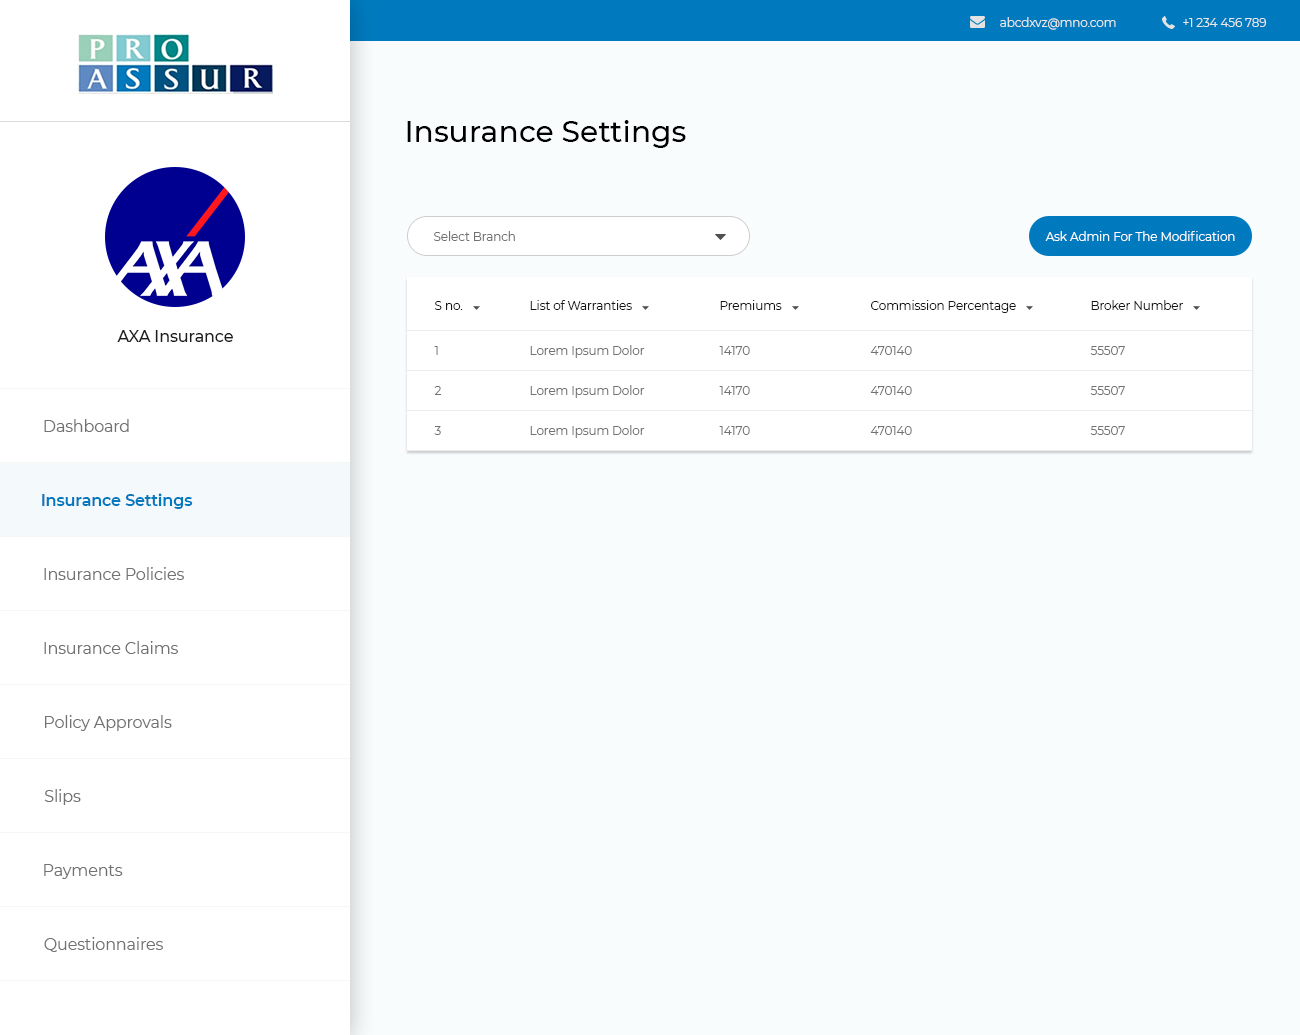 PRO
ASSUR
abcdxvz@mno.com +1 234 456 789
AXA
AXA Insurance
Dashboard
Insurance Settings
Insurance Policies
Insurance Claims
Policy Approvals
Slips
Payments
Questionnaires
Insurance Settings
Select Branch
Ask Admin For The Modification
S no. List of Warranties Premiums Commission Percentage Broker Number
1 Lorem Ipsum Dolor 14170 470140 55507
2 Lorem Ipsum Dolor 14170 470140 55507
3 Lorem Ipsum Dolor 14170 470140 55507